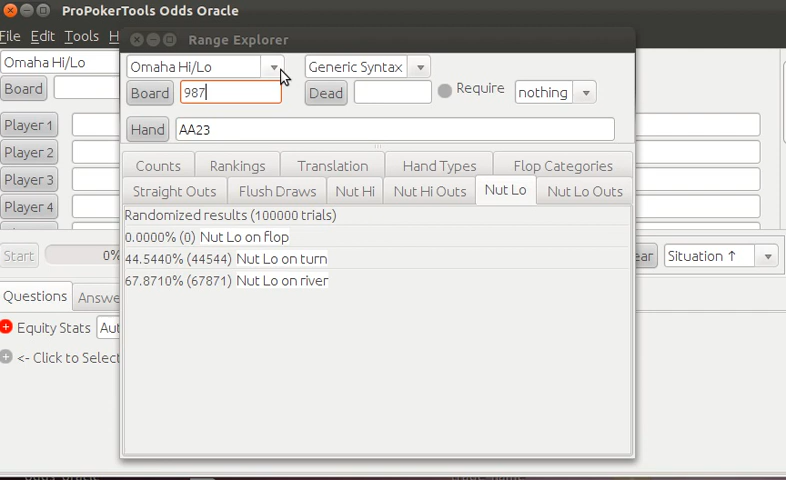 ProPokerTools Odds Oracle
File Edit Tools
Range Explorer
Omaha Hi/Lo
Omaha Hi/Lo
Generic Syntax
Board
Board
987
Dead
Require
nothing
Hand
AA23
Player 1
Player 2
Player 3
Player 4
Counts
Rankings
Translation
Hand Types
Flop Categories
Straight Outs
Flush Draws
Nut Hi
Nut Hi Outs
Nut Lo
Nut Lo Outs
Randomized results (100000 trials)
0.0000% (0) Nut Lo on flop
44.5440% (44544) Nut Lo on turn
67.8710% (67871) Nut Lo on river
Start
0%
ear
Situation ↑
Questions
Answe
Equity Stats
Aut
<- Click to Select